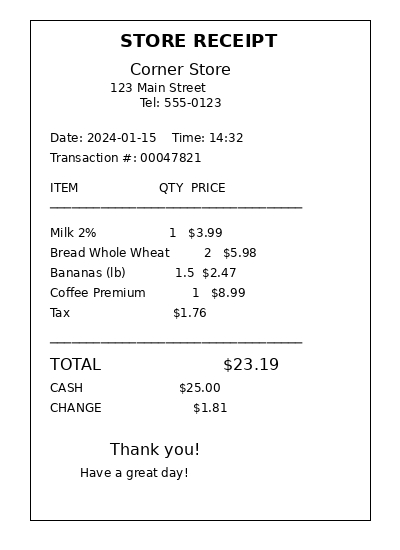 STORE RECEIPT
Corner Store
123 Main Street
Tel: 555-0123
Date: 2024-01-15 Time: 14:32
Transaction #: 00047821
ITEM QTY PRICE
Milk 2% 1 $3.99
Bread Whole Wheat 2 $5.98
Bananas (lb) 1.5 $2.47
Coffee Premium 1 $8.99
Tax $1.76
TOTAL $23.19
CASH $25.00
CHANGE $1.81
Thank you!
Have a great day!